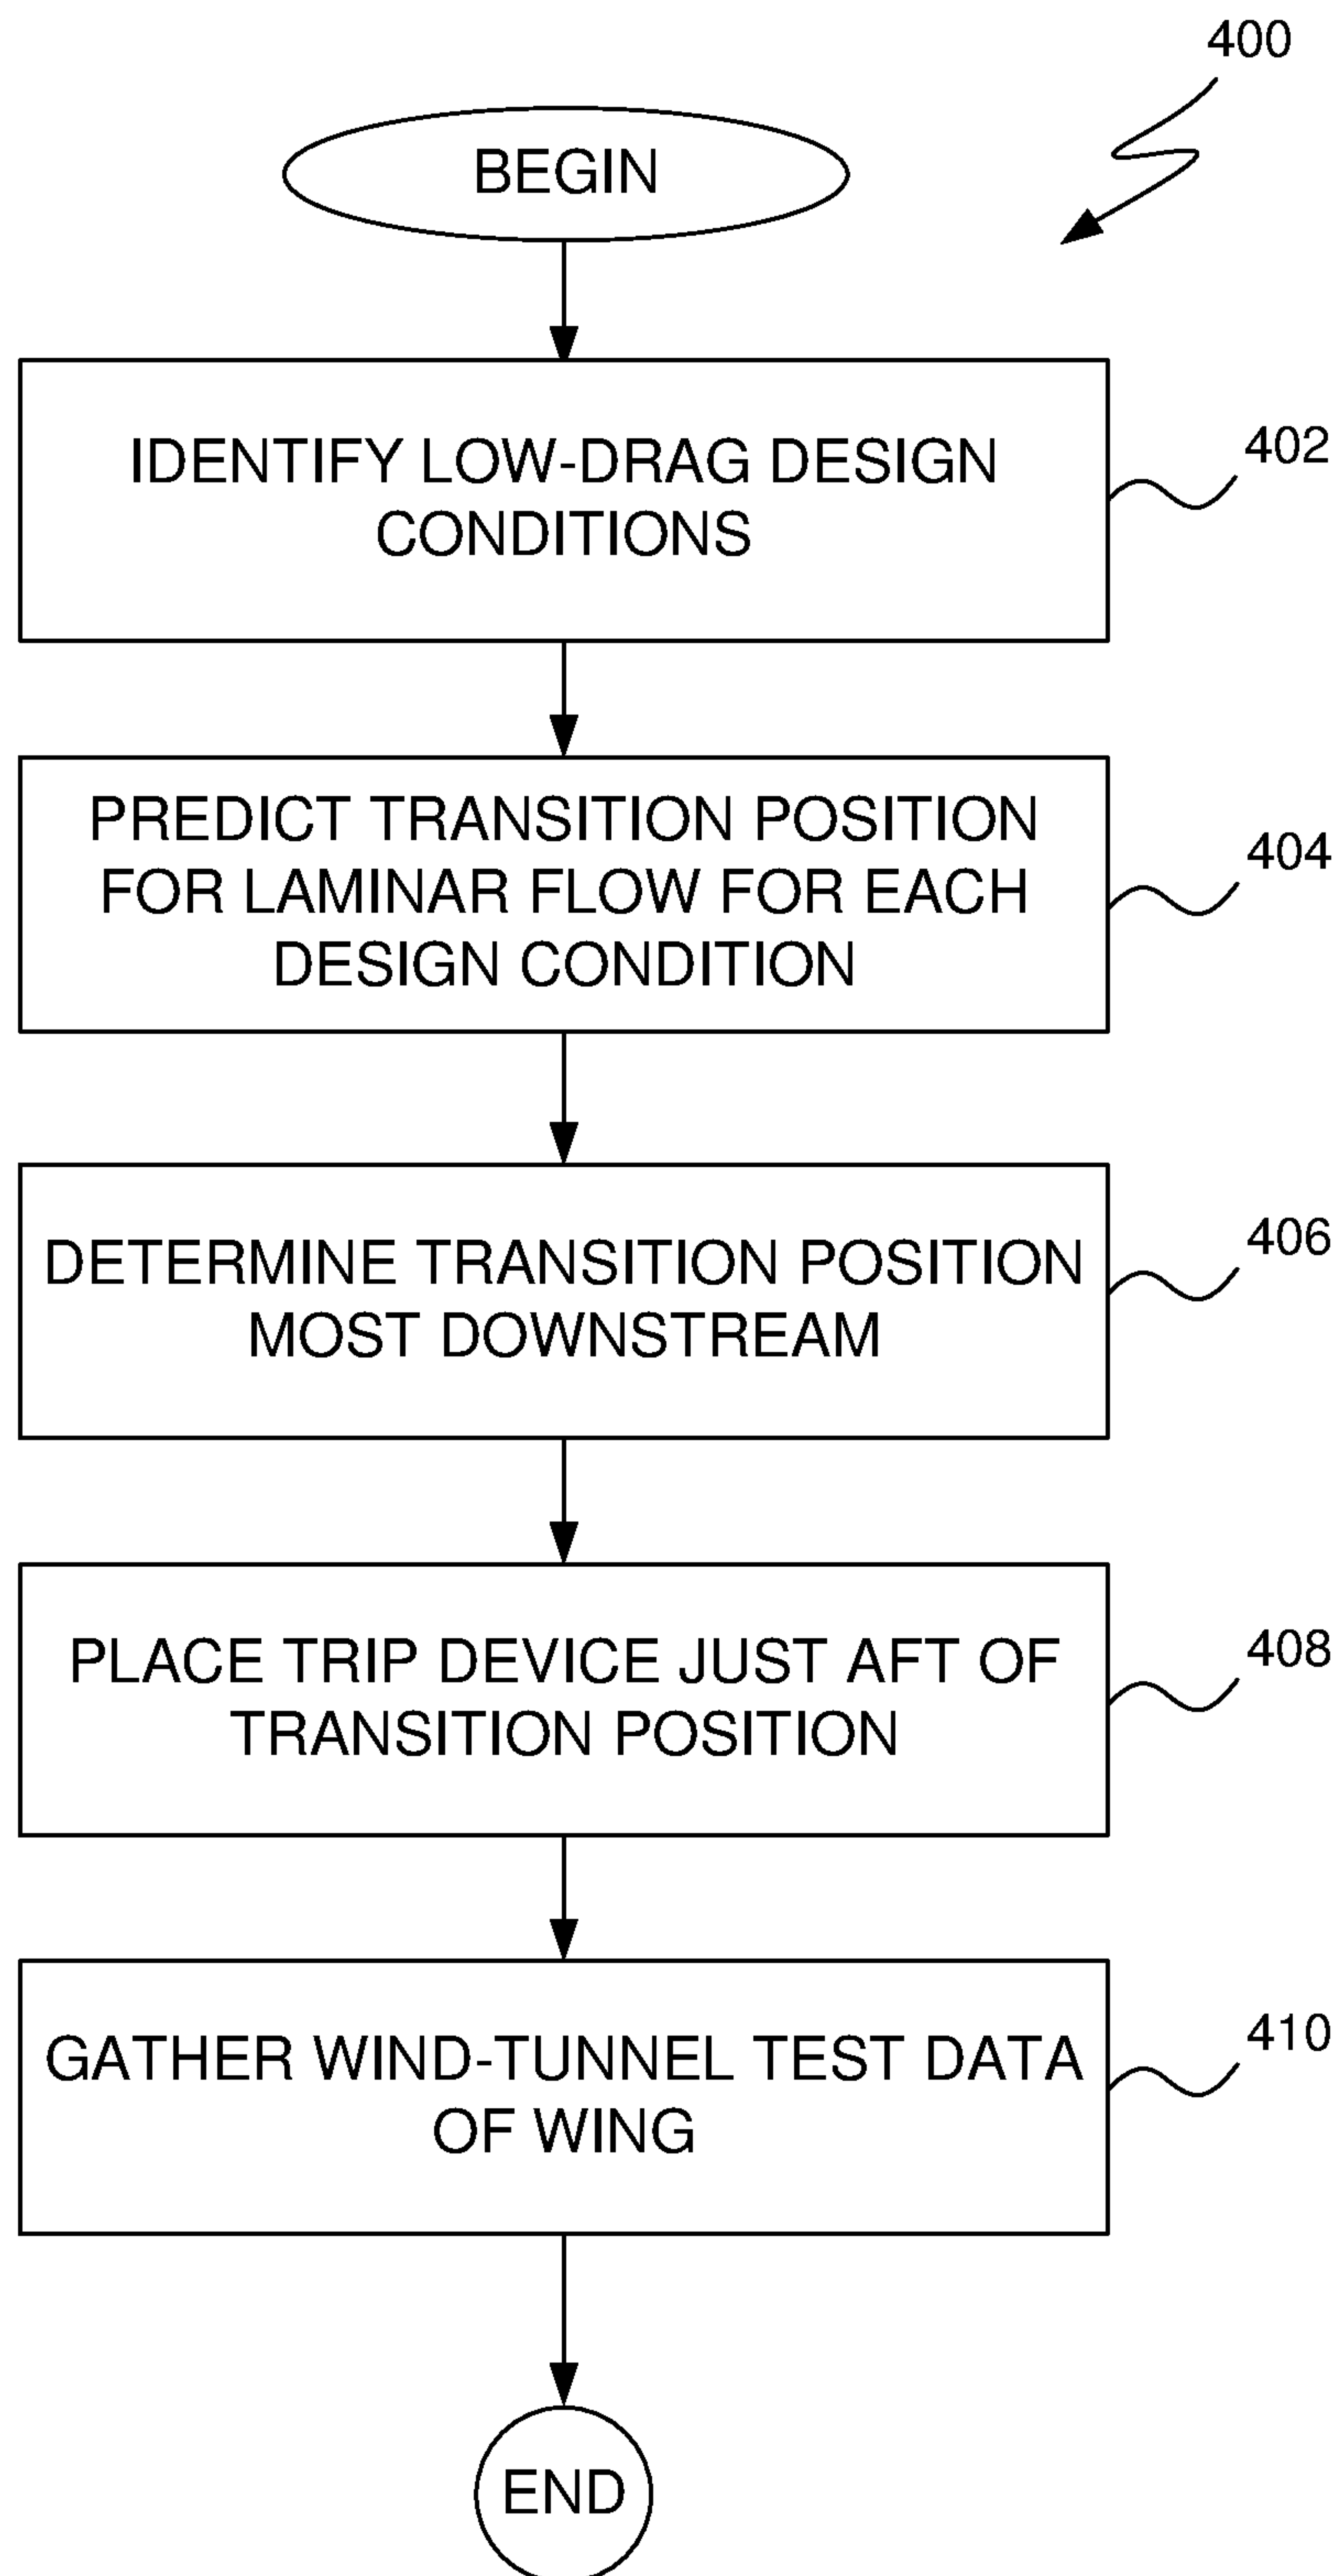 400
BEGIN
IDENTIFY LOW-DRAG DESIGN
CONDITIONS
402
PREDICT TRANSITION POSITION
FOR LAMINAR FLOW FOR EACH
DESIGN CONDITION
404
DETERMINE TRANSITION POSITION
MOST DOWNSTREAM
406
PLACE TRIP DEVICE JUST AFT OF
TRANSITION POSITION
408
GATHER WIND-TUNNEL TEST DATA
OF WING
410
END